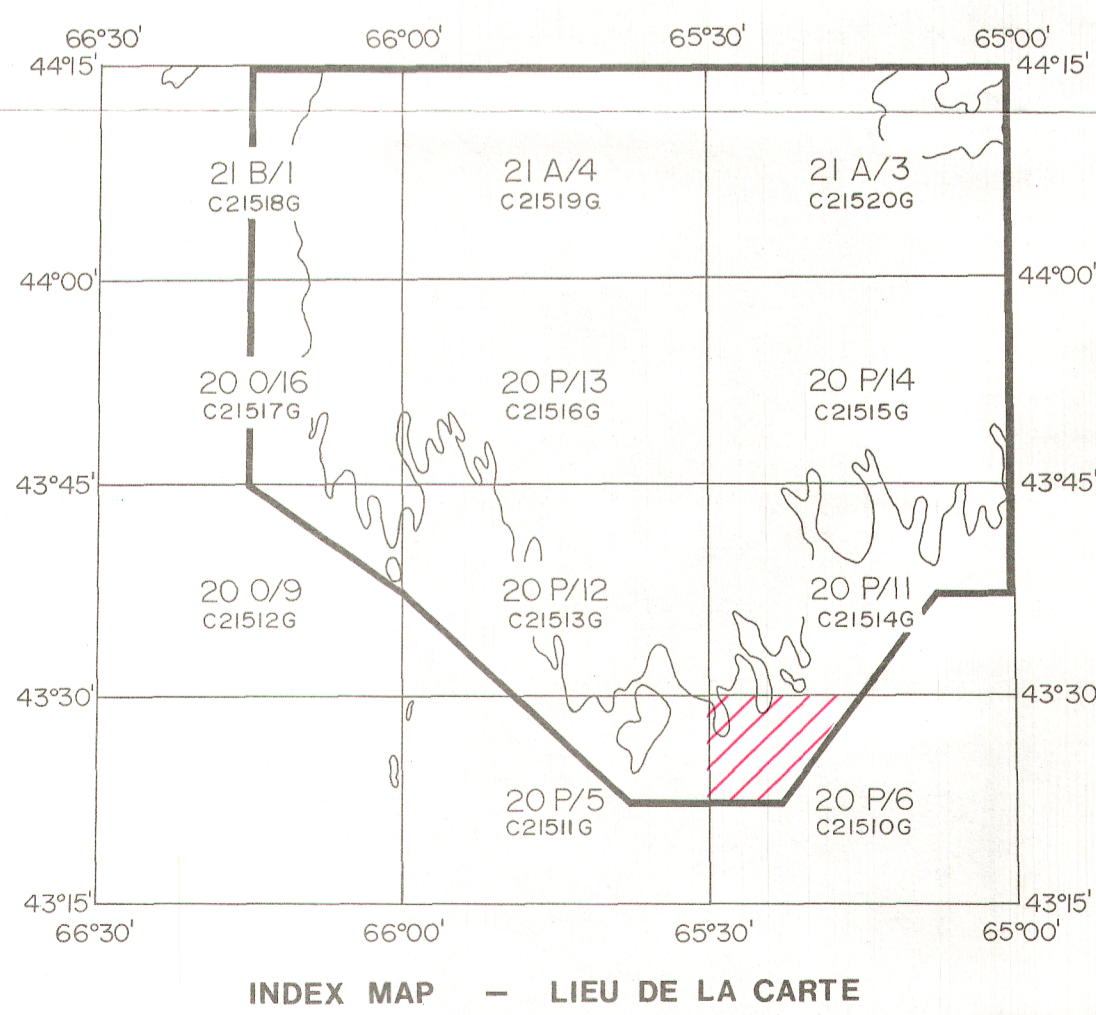 66°30' 66°00' 65°30' 65°00'
44°15' 44°15'
21 B/1 21 A/4 21 A/3
C21518G C21519G C21520G
44°00' 44°00'
20 O/16 20 P/13 20 P/14
C21517G C21516G C21515G
43°45' 43°45'
20 O/9 20 P/12 20 P/11
C21512G C21513G C21514G
43°30' 43°30'
20 P/5 20 P/6
C21511G C21510G
43°15' 43°15'
66°30' 66°00' 65°30' 65°00'
INDEX MAP – LIEU DE LA CARTE